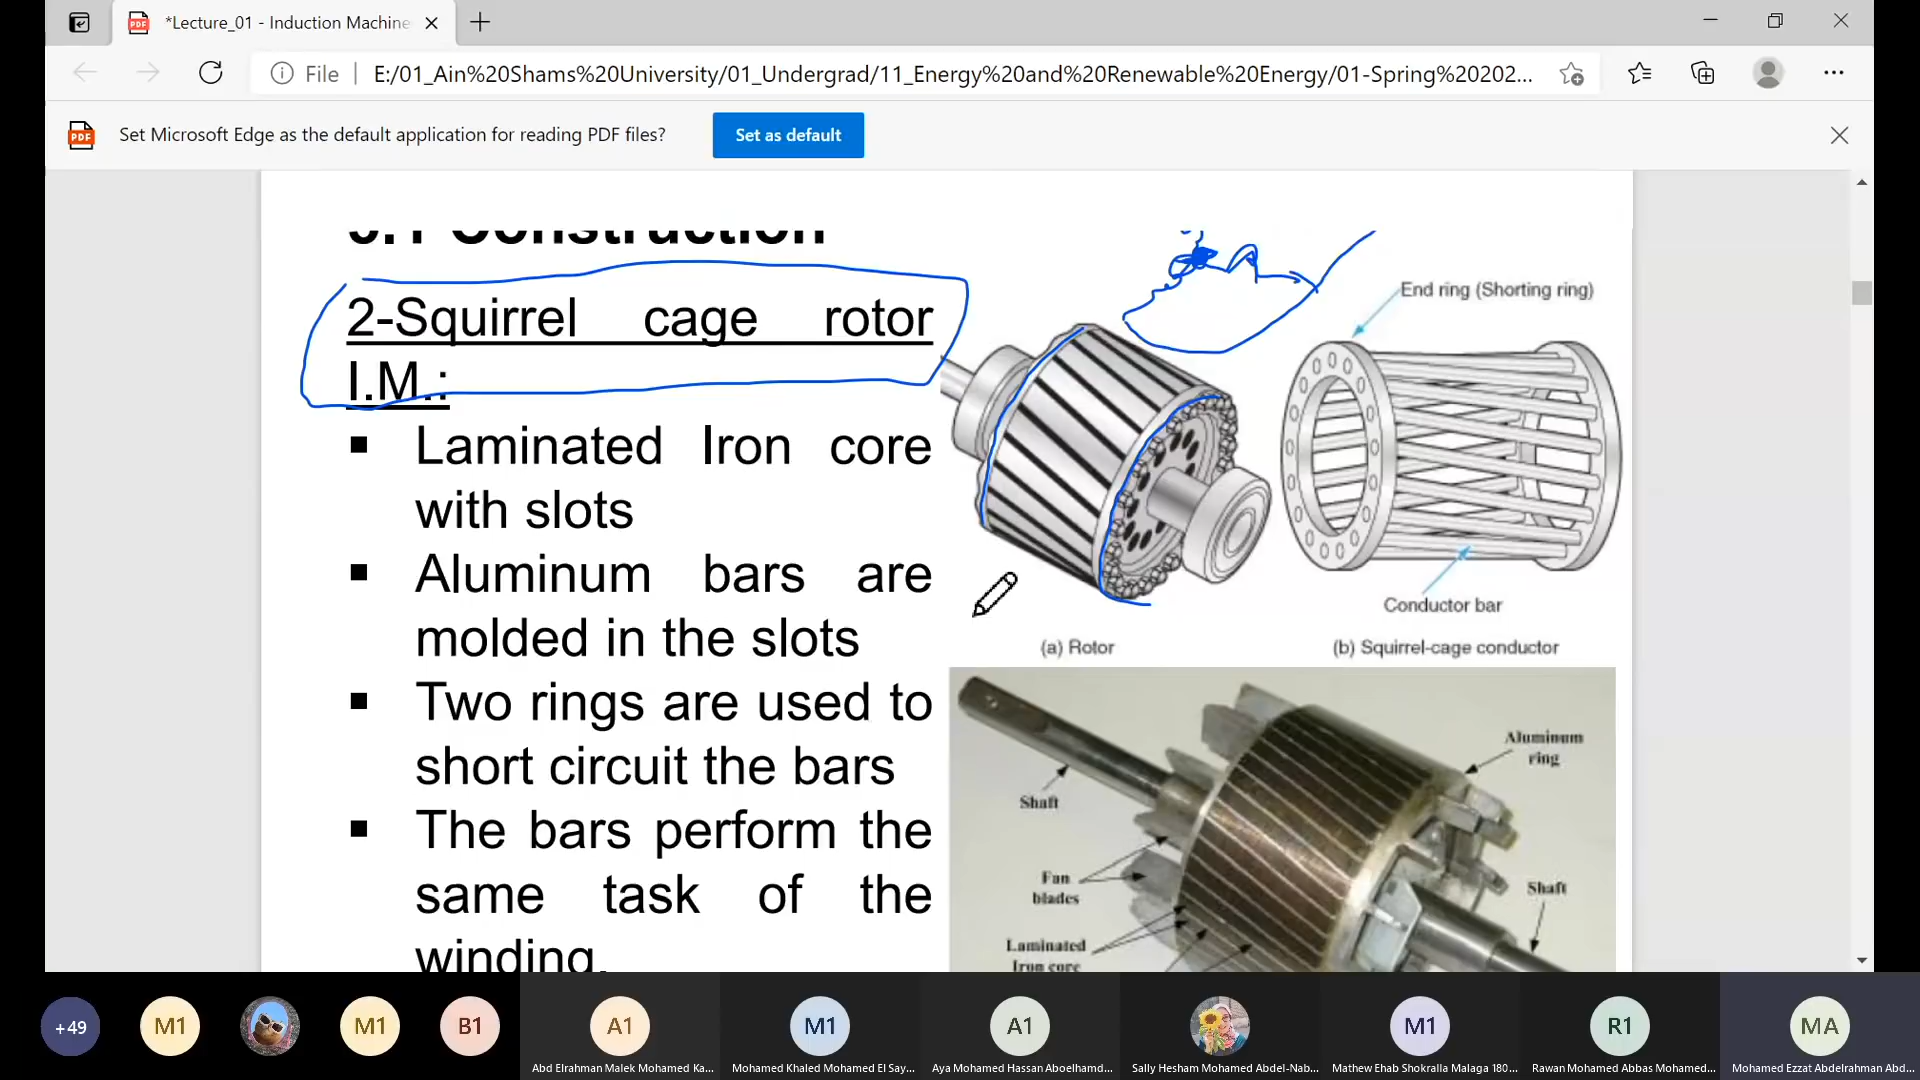 *Lecture_01 - Induction Machine
File
E:/01_Ain%20Shams%20University/01_Undergrad/11_Energy%20and%20Renewable%20Energy/01-Spring%20202...
Set Microsoft Edge as the default application for reading PDF files?
Set as default
3.1 Construction
2-Squirrel cage rotor
I.M.:
▪ Laminated Iron core
with slots
▪ Aluminum bars are
molded in the slots
▪ Two rings are used to
short circuit the bars
▪ The bars perform the
same task of the
winding.
End ring (Shorting ring)
Conductor bar
(a) Rotor
(b) Squirrel-cage conductor
Aluminum
ring
Shaft
Fan
blades
Shaft
Laminated
Iron core
+49
M1
M1
B1
A1
M1
A1
M1
R1
MA
Abd Elrahman Malek Mohamed Ka...
Mohamed Khaled Mohamed El Say...
Aya Mohamed Hassan Aboelhamd...
Sally Hesham Mohamed Abdel-Nab...
Mathew Ehab Shokralla Malaga 180...
Rawan Mohamed Abbas Mohamed...
Mohamed Ezzat Abdelrahman Abd...